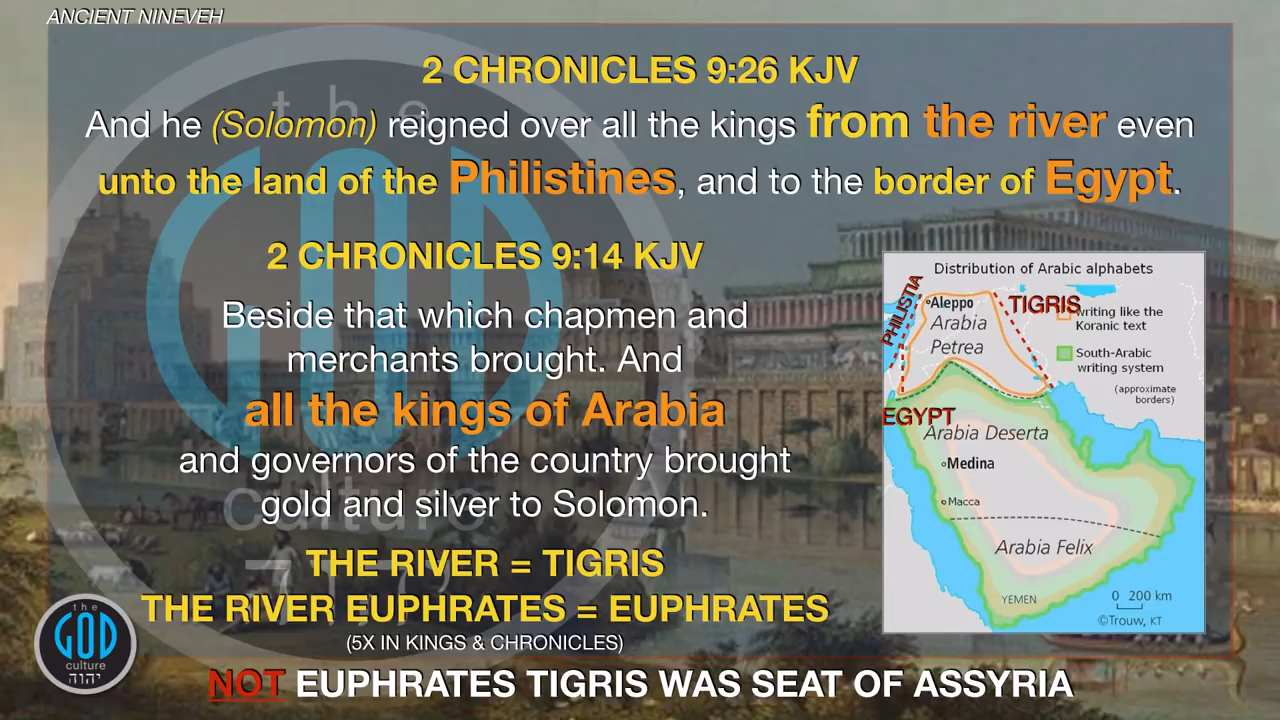 ANCIENT NINEVEH
2 CHRONICLES 9:26 KJV
And he (Solomon) reigned over all the kings from the river even
unto the land of the Philistines, and to the border of Egypt.
2 CHRONICLES 9:14 KJV
Beside that which chapmen and
merchants brought. And
all the kings of Arabia
and governors of the country brought
gold and silver to Solomon.
THE RIVER = TIGRIS
THE RIVER EUPHRATES = EUPHRATES
(5X IN KINGS & CHRONICLES)
NOT EUPHRATES TIGRIS WAS SEAT OF ASSYRIA
Distribution of Arabic alphabets
PHILISTIA
Aleppo
TIGRIS
Arabia
Petrea
writing like the
Koranic text
South-Arabic
writing system
(approximate
borders)
EGYPT
Arabia Deserta
Medina
Macca
Arabia Felix
YEMEN
0 200 km
©Trouw, KT
the
GOD
culture
יהוה
the
GOD
culture
יהוה